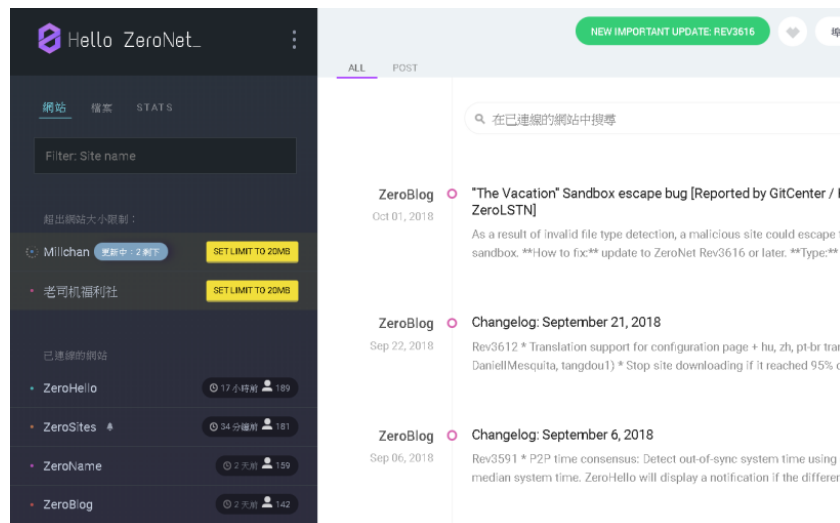 Hello ZeroNet_
NEW IMPORTANT UPDATE: REV3616
ALL POST
網站 檔案 STATS
Filter: Site name
超出網站大小限制：
Millchan 更新中：2 剩下 SET LIMIT TO 20MB
老司机福利社 SET LIMIT TO 20MB
已連線的網站
ZeroHello 17 小時前 189
ZeroSites 34 分鐘前 181
ZeroName 2 天前 159
ZeroBlog 2 天前 142
在已連線的網站中搜尋
ZeroBlog "The Vacation" Sandbox escape bug [Reported by GitCenter /
Oct 01, 2018 ZeroLSTN]
As a result of invalid file type detection, a malicious site could escape
sandbox. **How to fix:** update to ZeroNet Rev3616 or later. **Type:**
ZeroBlog Changelog: September 21, 2018
Sep 22, 2018 Rev3612 * Translation support for configuration page + hu, zh, pt-br
DanielMesquita, tangdou1) * Stop site downloading if it reached 95%
ZeroBlog Changelog: September 6, 2018
Sep 06, 2018 Rev3591 * P2P time consensus: Detect out-of-sync system time using
median system time. ZeroHello will display a notification if the